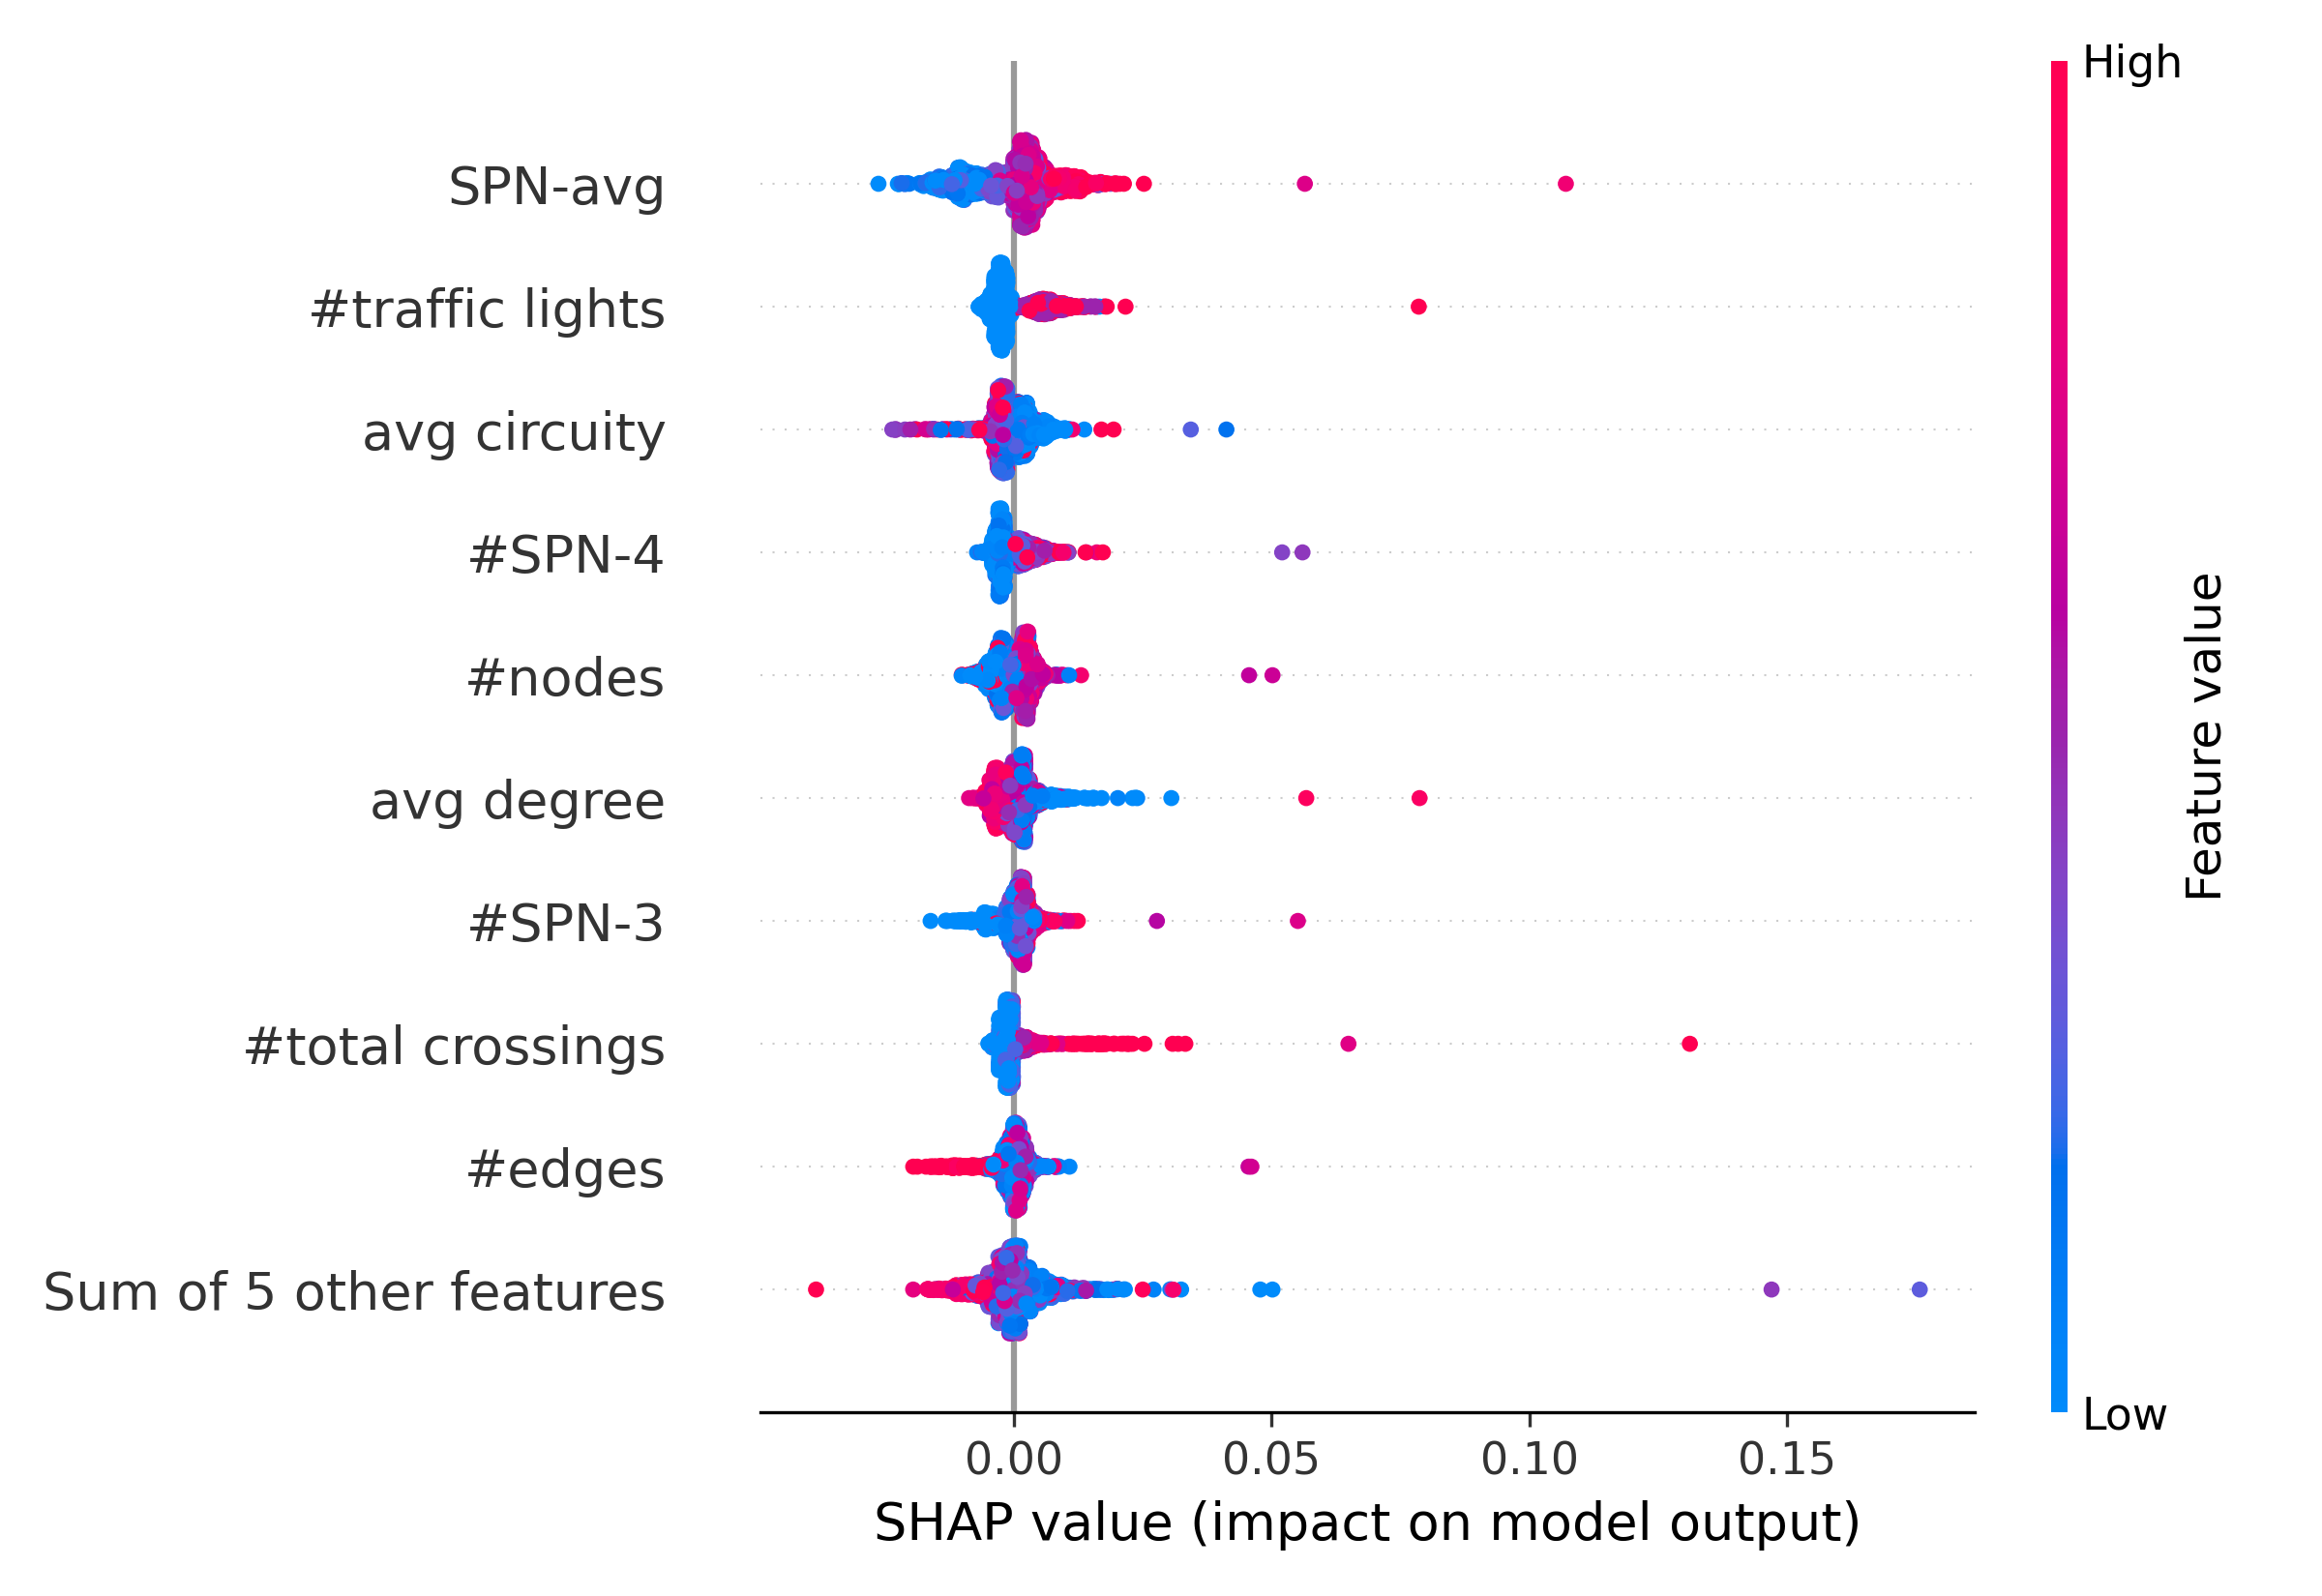 High
SPN-avg
#traffic lights
avg circuity
#SPN-4
#nodes
avg degree
#SPN-3
#total crossings
#edges
Sum of 5 other features
Feature value
Low
0.00 0.05 0.10 0.15
SHAP value (impact on model output)